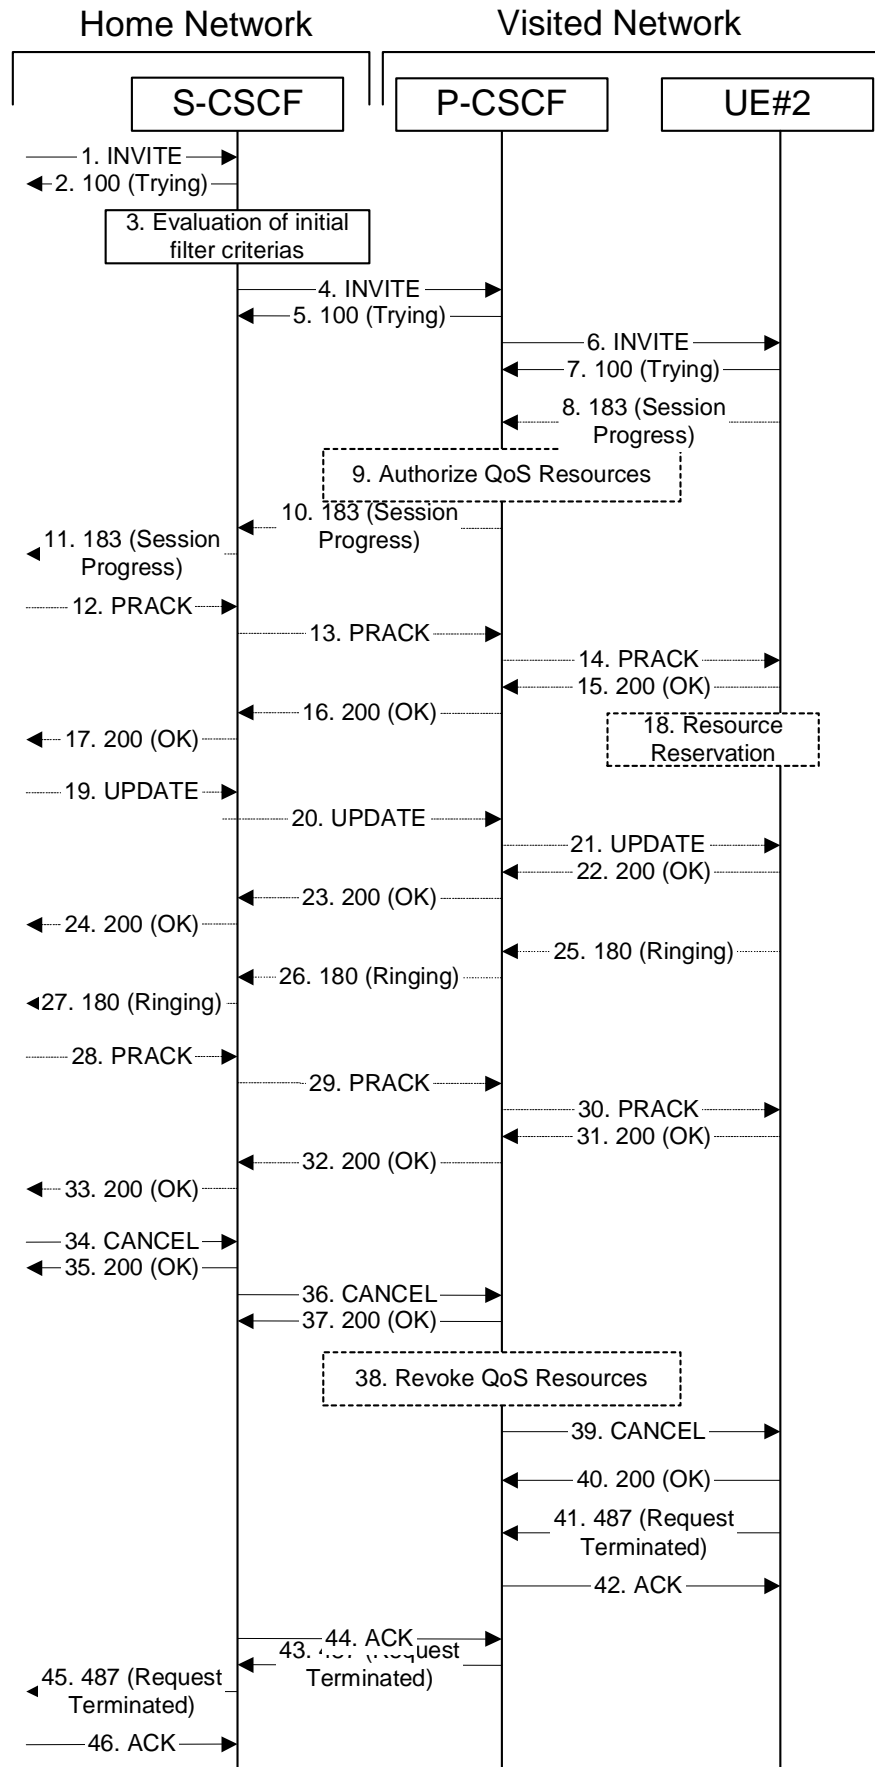 Home Network
Visited Network
S-CSCF
P-CSCF
UE#2
1. INVITE
2. 100 (Trying)
3. Evaluation of initial
filter criterias
4. INVITE
5. 100 (Trying)
6. INVITE
7. 100 (Trying)
8. 183 (Session
Progress)
9. Authorize QoS Resources
10. 183 (Session
Progress)
11. 183 (Session
Progress)
12. PRACK
13. PRACK
14. PRACK
15. 200 (OK)
16. 200 (OK)
17. 200 (OK)
18. Resource
Reservation
19. UPDATE
20. UPDATE
21. UPDATE
22. 200 (OK)
23. 200 (OK)
24. 200 (OK)
25. 180 (Ringing)
26. 180 (Ringing)
27. 180 (Ringing)
28. PRACK
29. PRACK
30. PRACK
31. 200 (OK)
32. 200 (OK)
33. 200 (OK)
34. CANCEL
35. 200 (OK)
36. CANCEL
37. 200 (OK)
38. Revoke QoS Resources
39. CANCEL
40. 200 (OK)
41. 487 (Request
Terminated)
42. ACK
44. ACK
43. 487 (Request
Terminated)
45. 487 (Request
Terminated)
46. ACK